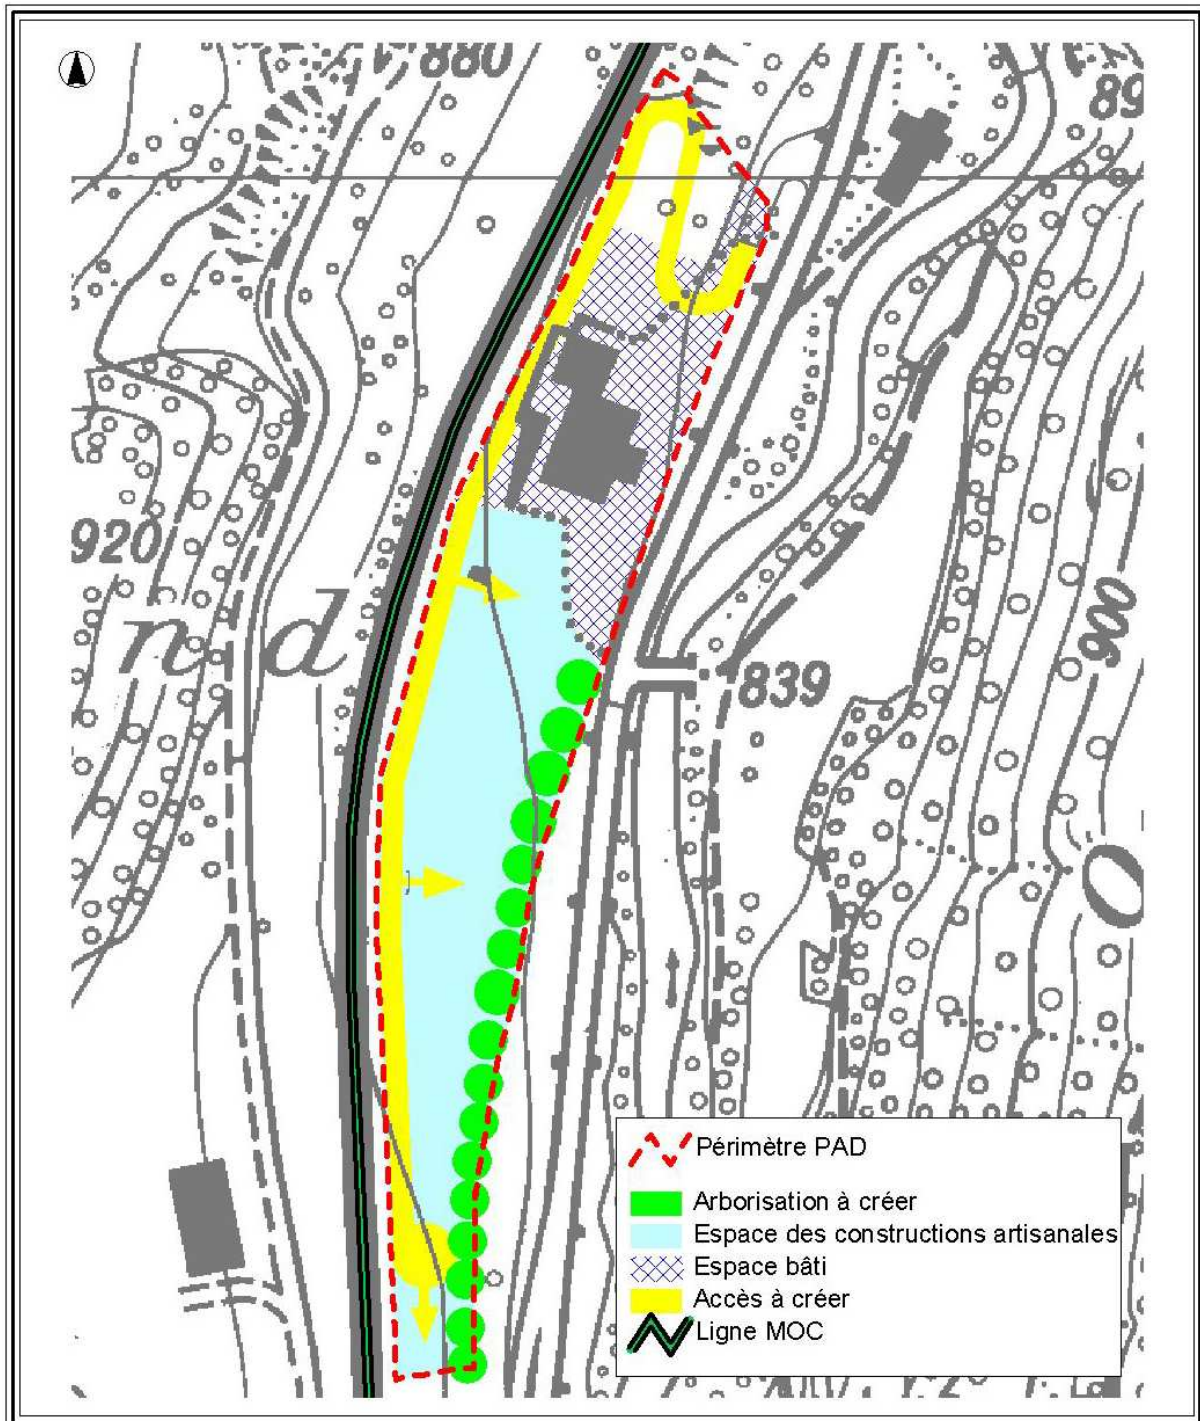 880
89
920
nd
839
900
O
Périmètre PAD
Arborisation à créer
Espace des constructions artisanales
Espace bâti
Accès à créer
Ligne MOC